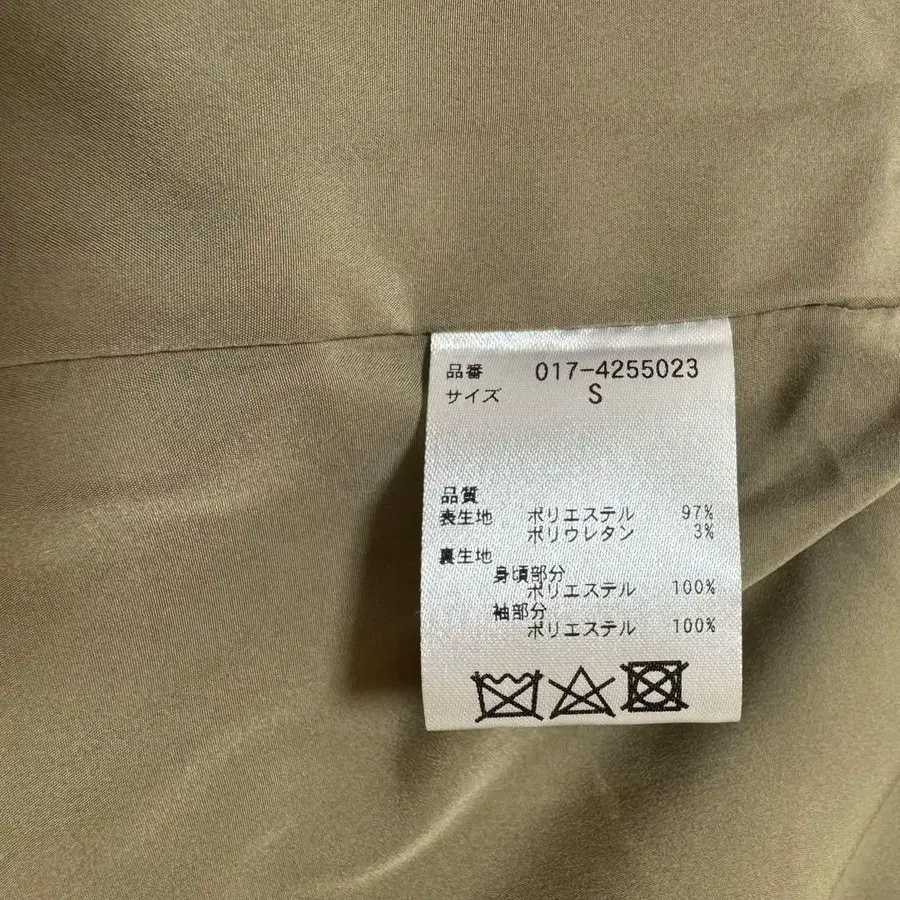 品番 017-4255023
サイズ S
品質
表生地 ポリエステル 97%
ポリウレタン 3%
裏生地
身頃部分
ポリエステル 100%
袖部分
ポリエステル 100%